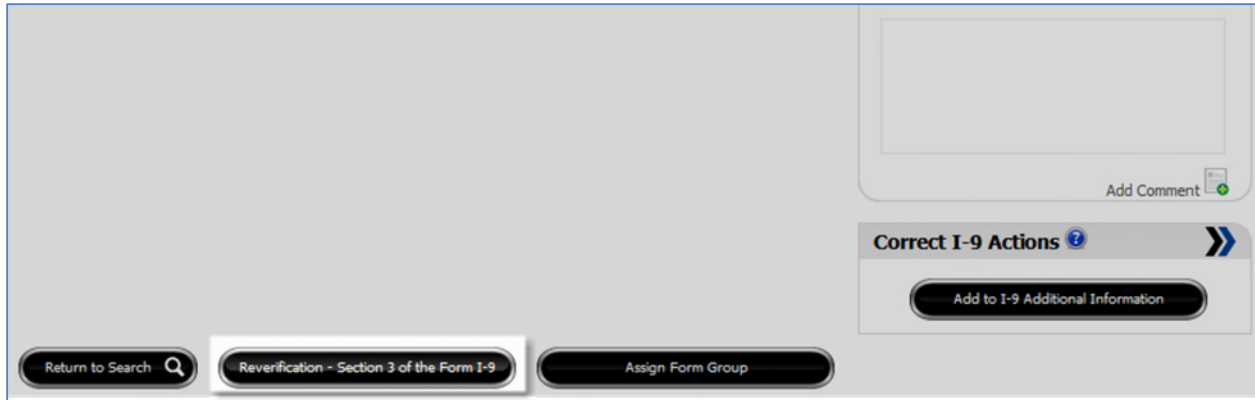 Add Comment
Correct I-9 Actions
Add to I-9 Additional Information
Return to Search
Reverification - Section 3 of the Form I-9
Assign Form Group